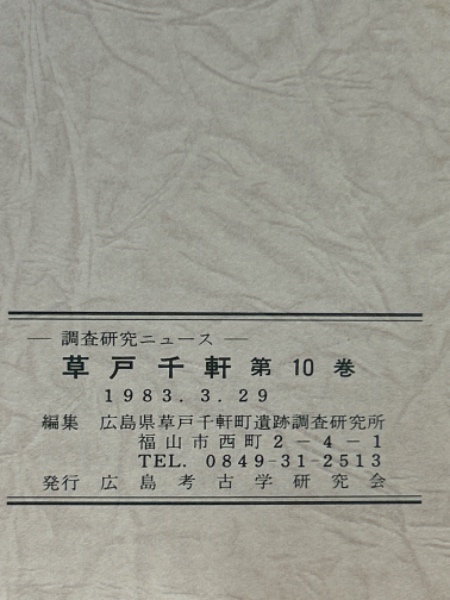 ― 調査研究ニュース ―
草戸千軒 第10巻
1983.3.29
編集 広島県草戸千軒町遺跡調査研究所
福山市西町2-4-1
TEL. 0849-31-2513
発行 広島考古学研究会